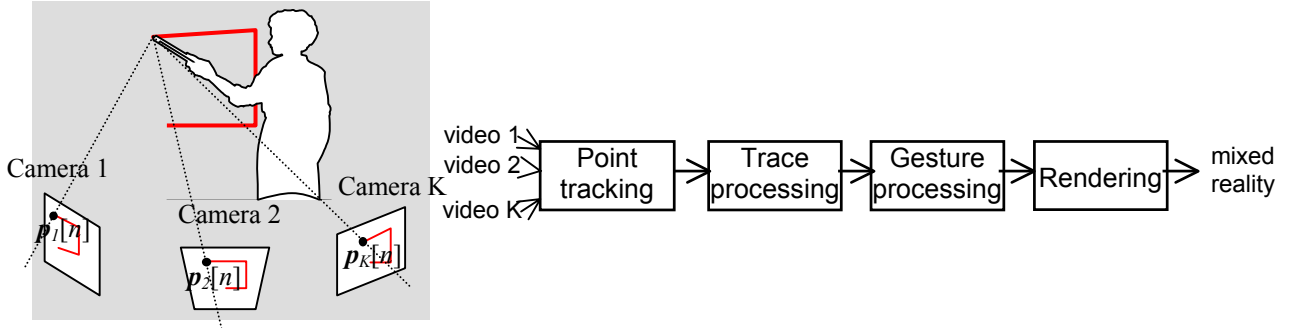 Camera 1
Camera 2
Camera K
p1[n]
p2[n]
pK[n]
video 1
video 2
video K
Point
tracking
Trace
processing
Gesture
processing
Rendering
mixed
reality